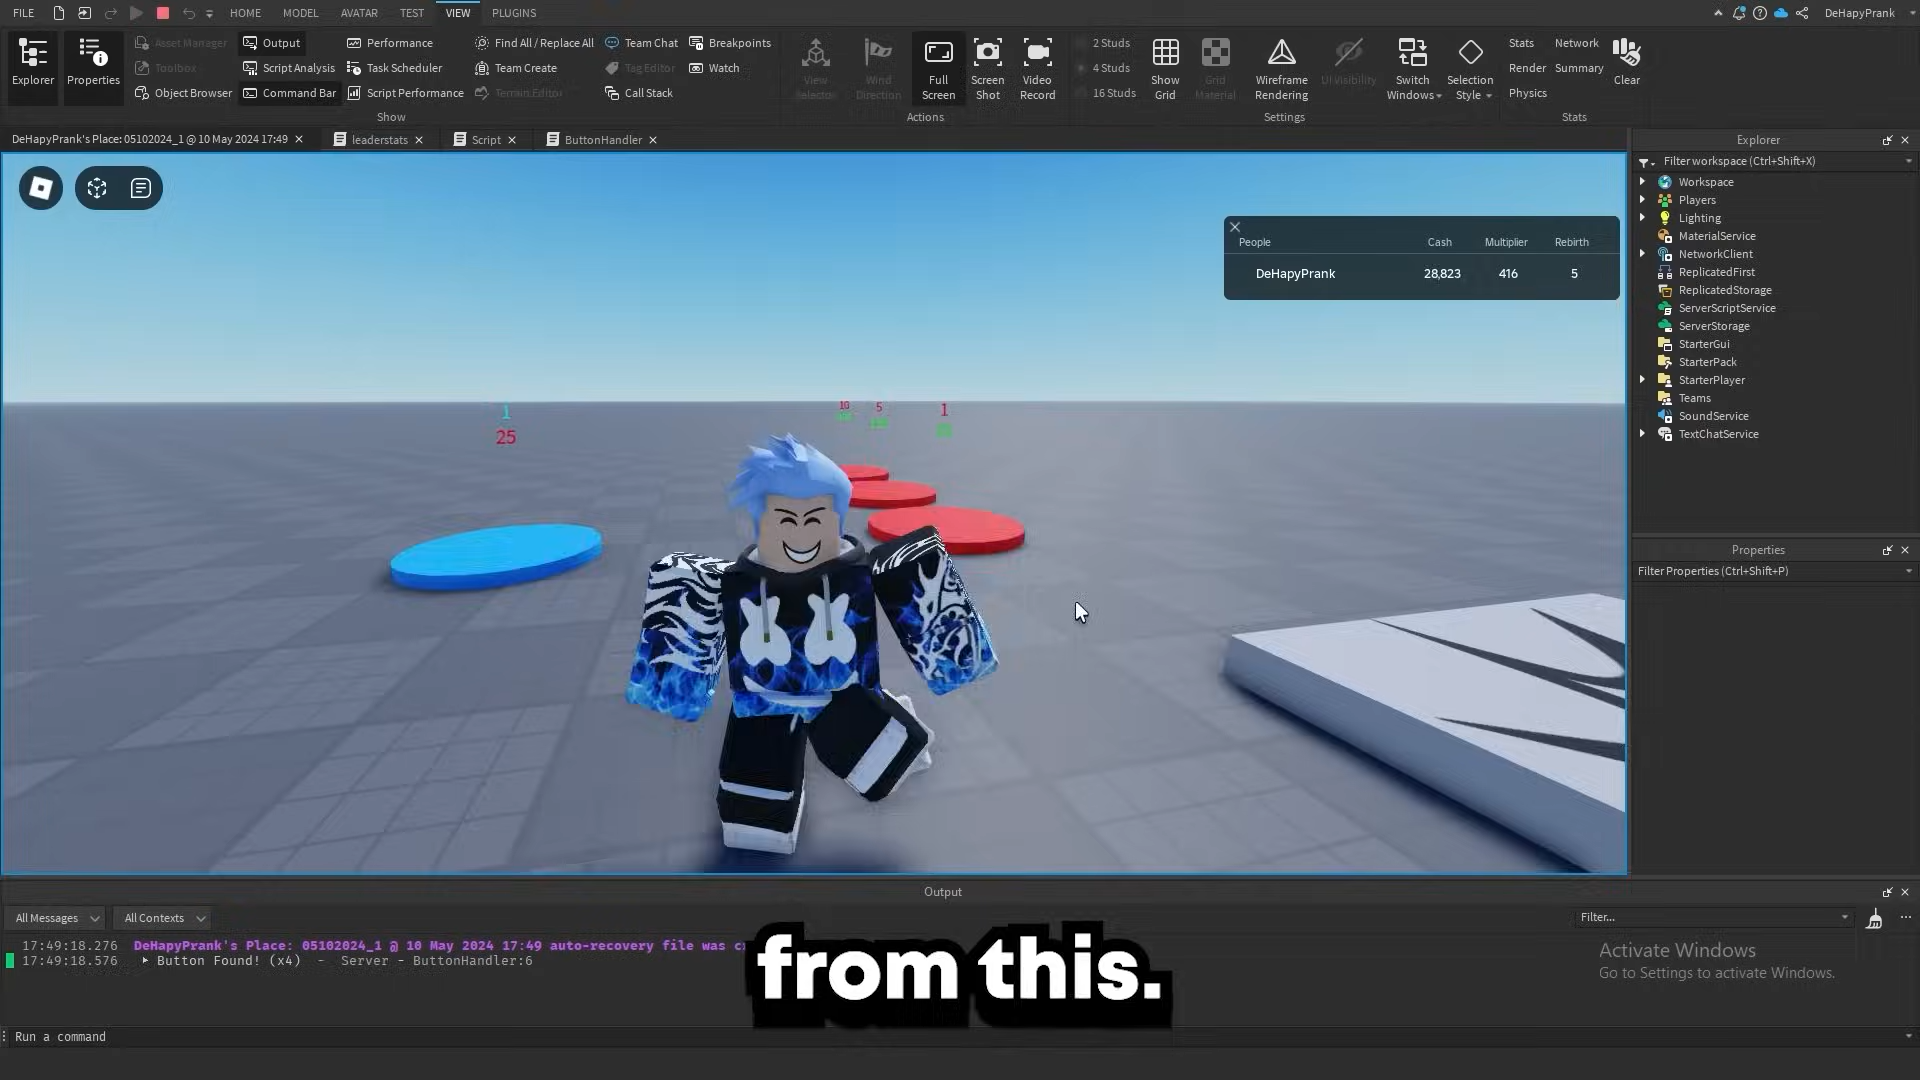 FILE HOME MODEL AVATAR TEST VIEW PLUGINS DeHapyPrank
Explorer
Properties
Asset Manager
Toolbox
Object Browser
Output
Script Analysis
Command Bar
Performance
Task Scheduler
Script Performance
Find All / Replace All
Team Create
Terrain Editor
Team Chat
Tag Editor
Call Stack
Breakpoints
Watch
Show
View
Selector
Wind
Direction
Full
Screen
Screen
Shot
Video
Record
Actions
2 Studs
4 Studs
16 Studs
Show
Grid
Grid
Material
Wireframe
Rendering
UI Visibility
Switch
Windows
Selection
Style
Settings
Stats
Render
Physics
Network
Summary
Clear
Stats
DeHapyPrank's Place: 05102024_1 @ 10 May 2024 17:49
leaderstats
Script
ButtonHandler
People Cash Multiplier Rebirth
DeHapyPrank 28,823 416 5
1
25
10
5
1
Explorer
Filter workspace (Ctrl+Shift+X)
Workspace
Players
Lighting
MaterialService
NetworkClient
ReplicatedFirst
ReplicatedStorage
ServerScriptService
ServerStorage
StarterGui
StarterPack
StarterPlayer
Teams
SoundService
TextChatService
Properties
Filter Properties (Ctrl+Shift+P)
Output
All Messages
All Contexts
Filter...
17:49:18.276 DeHapyPrank's Place: 05102024_1 @ 10 May 2024 17:49 auto-recovery file was
17:49:18.576 Button Found! (x4) - Server - ButtonHandler:6
from this.
Activate Windows
Go to Settings to activate Windows.
Run a command